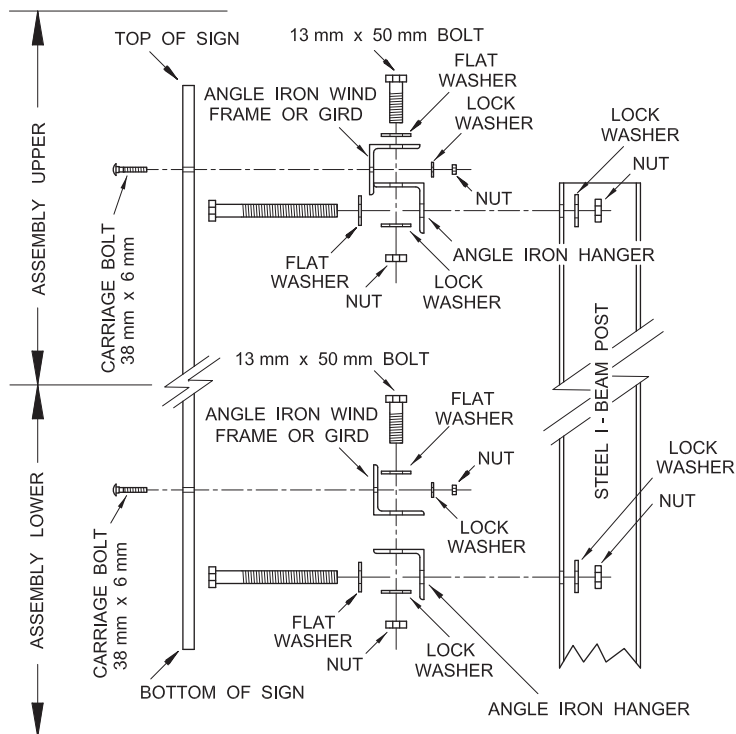 TOP OF SIGN
13 mm x 50 mm BOLT
FLAT
WASHER
ANGLE IRON WIND
FRAME OR GIRD
LOCK
WASHER
LOCK
WASHER
NUT
NUT
ASSEMBLY UPPER
CARRIAGE BOLT
38 mm x 6 mm
FLAT
WASHER
NUT
LOCK
WASHER
ANGLE IRON HANGER
STEEL I - BEAM POST
13 mm x 50 mm BOLT
ANGLE IRON WIND
FRAME OR GIRD
FLAT
WASHER
NUT
LOCK
WASHER
LOCK
WASHER
NUT
ASSEMBLY LOWER
CARRIAGE BOLT
38 mm x 6 mm
FLAT
WASHER
NUT
LOCK
WASHER
BOTTOM OF SIGN
ANGLE IRON HANGER